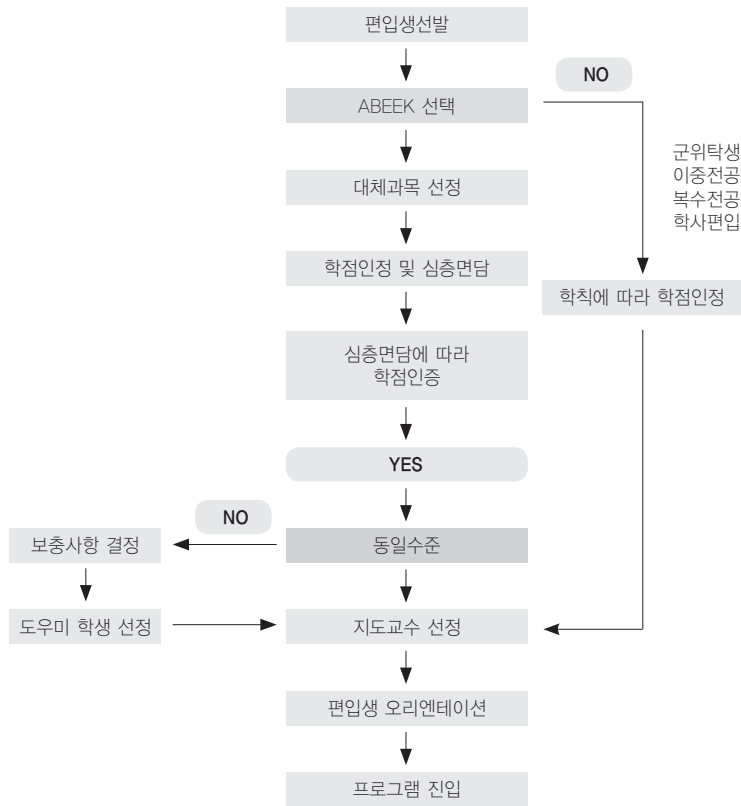 편입생선발
NO
ABEEK 선택
군위탁생
이중전공
복수전공
학사편입
대체과목 선정
학점인정 및 심층면담
학칙에 따라 학점인정
심층면담에 따라
학점인증
YES
NO
보충사항 결정
동일수준
도우미 학생 선정
지도교수 선정
편입생 오리엔테이션
프로그램 진입